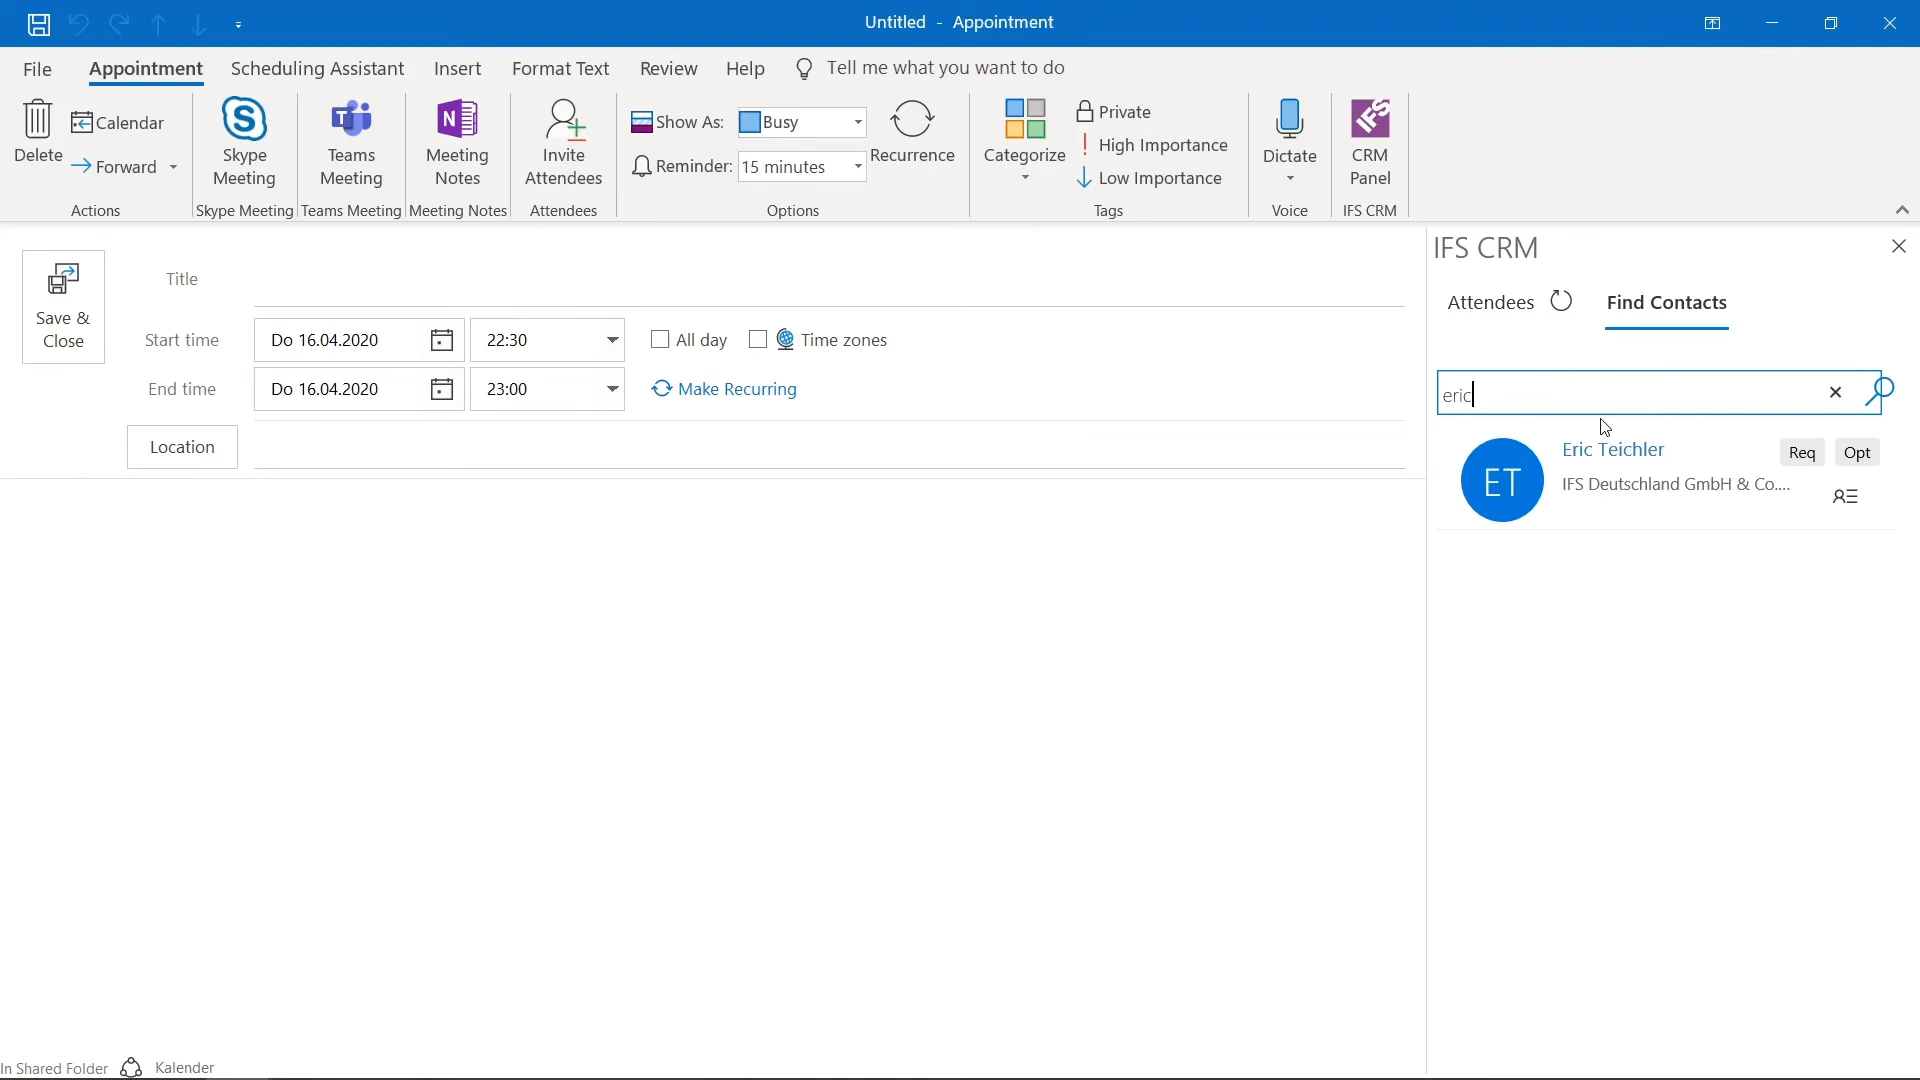 Untitled - Appointment
File Appointment Scheduling Assistant Insert Format Text Review Help Tell me what you want to do
Delete
Calendar
Forward
Actions
Skype
Meeting
Skype Meeting
Teams
Meeting
Teams Meeting
N
Meeting
Notes
Meeting Notes
Invite
Attendees
Attendees
Show As: Busy
Reminder: 15 minutes
Recurrence
Options
Categorize
Private
High Importance
Low Importance
Tags
Dictate
Voice
IFS
CRM
Panel
IFS CRM
Save &
Close
Title
Start time Do 16.04.2020 22:30 All day Time zones
End time Do 16.04.2020 23:00 Make Recurring
Location
IFS CRM
Attendees Find Contacts
eric
ET
Eric Teichler Req Opt
IFS Deutschland GmbH & Co....
In Shared Folder Kalender